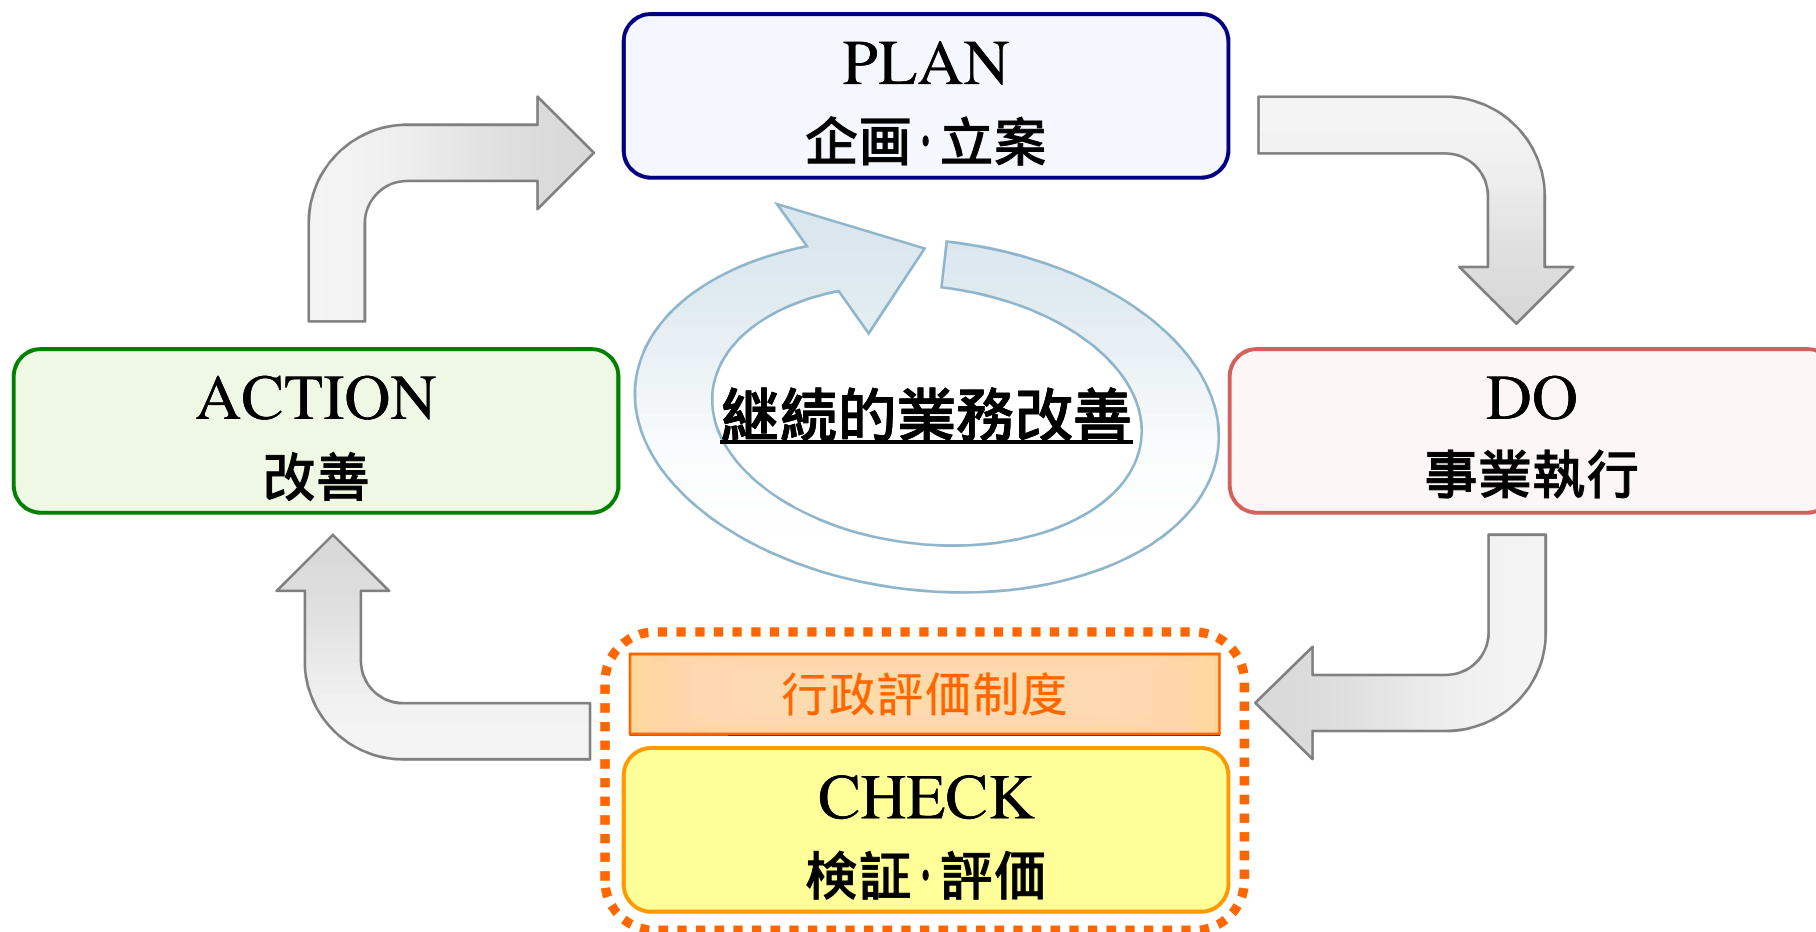 PLAN
企画・立案
ACTION
改善
継続的業務改善
DO
事業執行
行政評価制度
CHECK
検証・評価